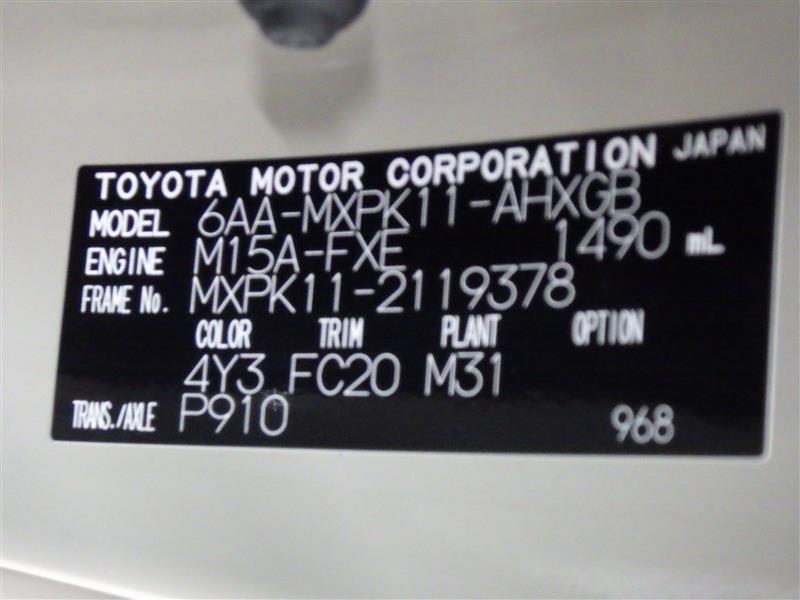 TOYOTA MOTOR CORPORATION JAPAN
MODEL 6AA-MXPK11-AHXGB
ENGINE M15A-FXE 1490 mL
FRAME No. MXPK11-2119378
COLOR TRIM PLANT OPTION
4Y3 FC20 M31
TRANS./AXLE P910 968